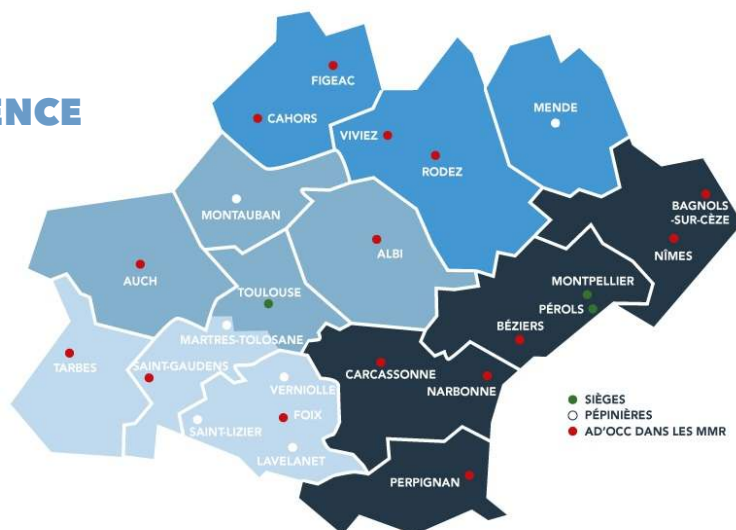 ENCE
FIGEAC
CAHORS
MENDE
VIVIEZ
RODEZ
MONTAUBAN
BAGNOLS
-SUR-CÈZE
NÎMES
ALBI
AUCH
TOULOUSE
MONTPELLIER
PÉROLS
BÉZIERS
MARTRES-TOLOSANE
TARBES
SAINT-GAUDENS
CARCASSONNE
NARBONNE
VERNIOLLE
FOIX
SAINT-LIZIER
LAVELANET
PERPIGNAN
SIÈGES
PÉPINIÈRES
AD'OCC DANS LES MMR